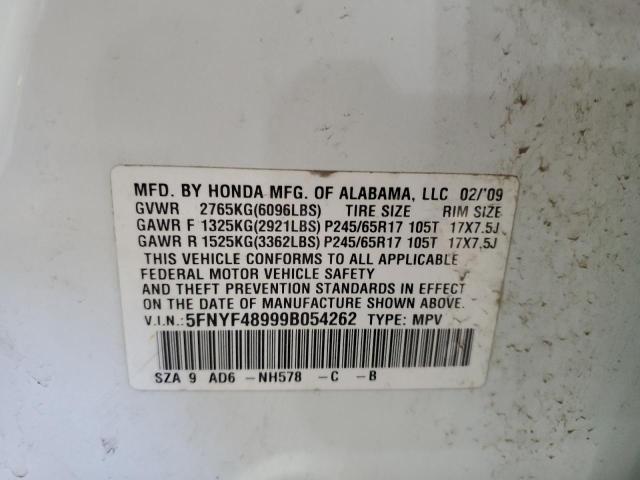 MFD. BY HONDA MFG. OF ALABAMA, LLC 02/'09
GVWR 2765KG(6096LBS) TIRE SIZE RIM SIZE
GAWR F 1325KG(2921LBS) P245/65R17 105T 17X7.5J
GAWR R 1525KG(3362LBS) P245/65R17 105T 17X7.5J
THIS VEHICLE CONFORMS TO ALL APPLICABLE
FEDERAL MOTOR VEHICLE SAFETY
AND THEFT PREVENTION STANDARDS IN EFFECT
ON THE DATE OF MANUFACTURE SHOWN ABOVE.
V.I.N.: 5FNYF48999B054262 TYPE: MPV
SZA 9 AD6 -NH578 -C -B